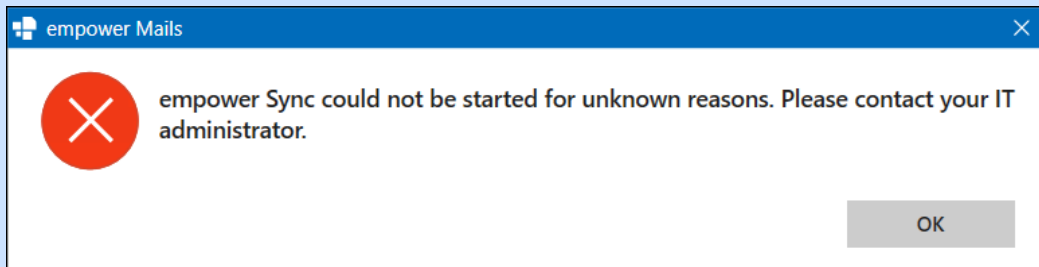 empower Mails
empower Sync could not be started for unknown reasons. Please contact your IT
administrator.
OK